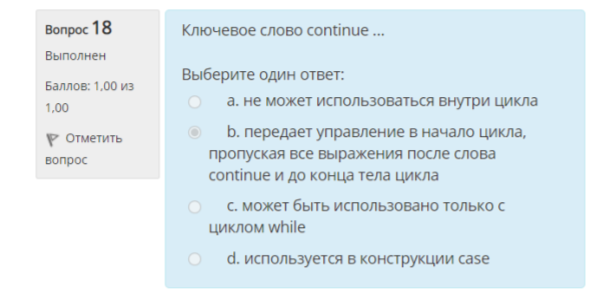 Вопрос 18
Выполнен
Баллов: 1,00 из
1,00
Отметить
вопрос
Ключевое слово continue ...
Выберите один ответ:
a. не может использоваться внутри цикла
b. передает управление в начало цикла,
пропуская все выражения после слова
continue и до конца тела цикла
c. может быть использовано только с
циклом while
d. используется в конструкции case